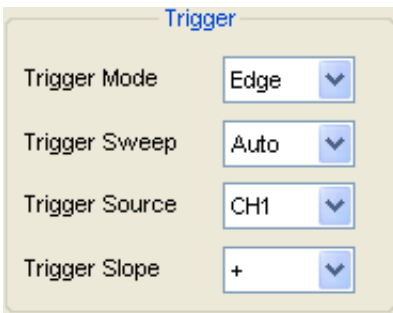 Trigger
Trigger Mode Edge
Trigger Sweep Auto
Trigger Source CH1
Trigger Slope +